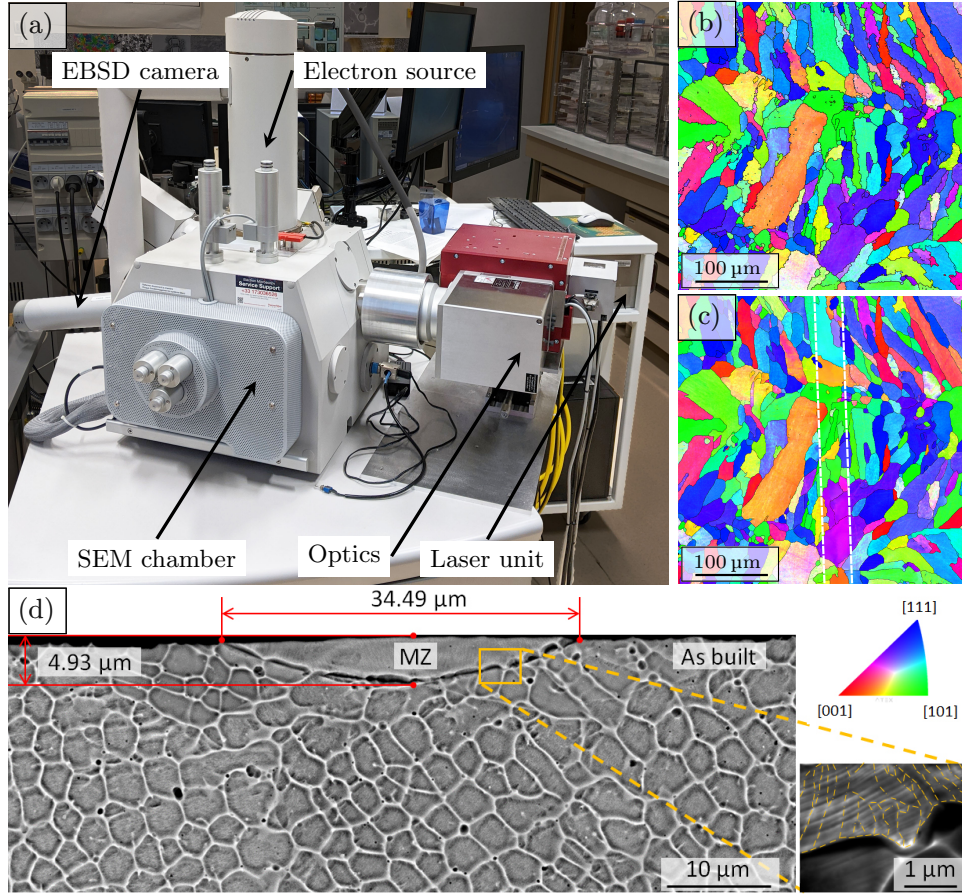 (a)
EBSD camera
Electron source
Service Support
SEM chamber
Optics
Laser unit
(b)
100 µm
(c)
100 µm
(d)
34.49 µm
4.93 µm
MZ
As built
10 µm
[111]
[001]
[101]
1 µm